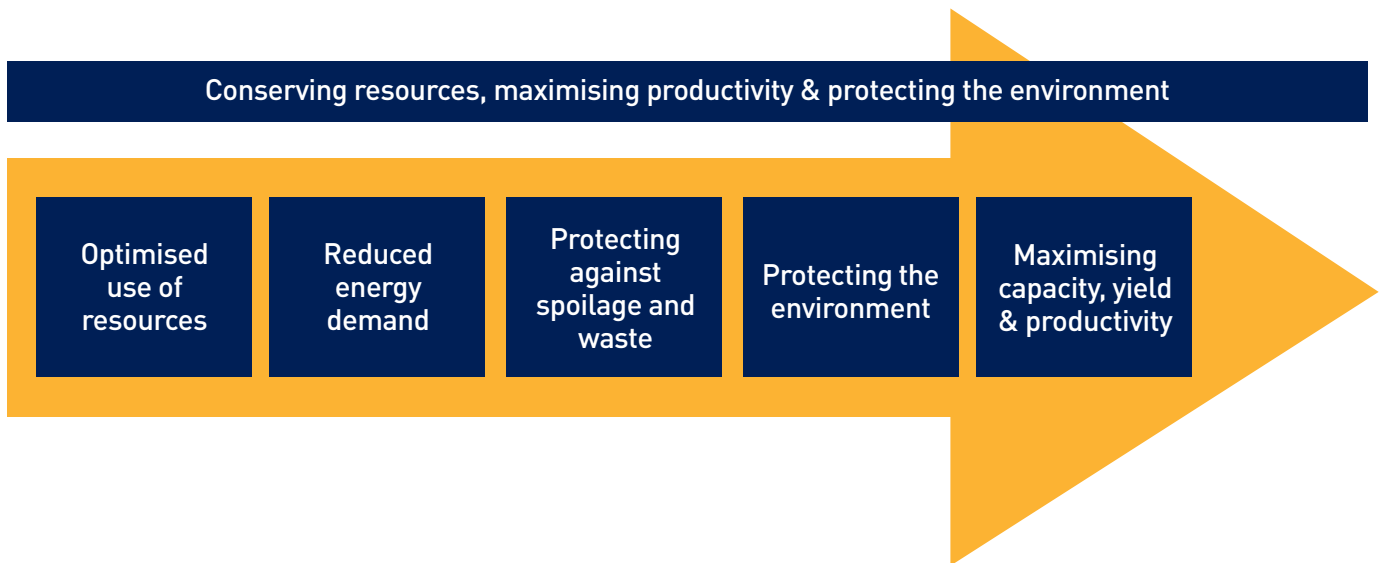 Conserving resources, maximising productivity & protecting the environment
Optimised
use of
resources
Reduced
energy
demand
Protecting
against
spoilage and
waste
Protecting the
environment
Maximising
capacity, yield
& productivity